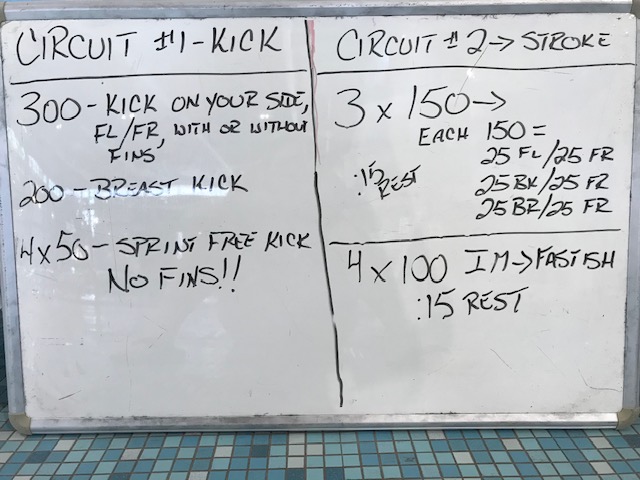 CIRCUIT #1 - KICK
300 - KICK ON YOUR SIDE,
FL/FR, WITH OR WITHOUT
FINS
200 - BREAST KICK
4 x 50 - SPRINT FREE KICK
NO FINS!!
CIRCUIT # 2 → STROKE
3 x 150 →
EACH 150 =
25 FL/25 FR
:15 REST
25 BK/25 FR
25 BR/25 FR
4 x 100 IM → FASTISH
:15 REST